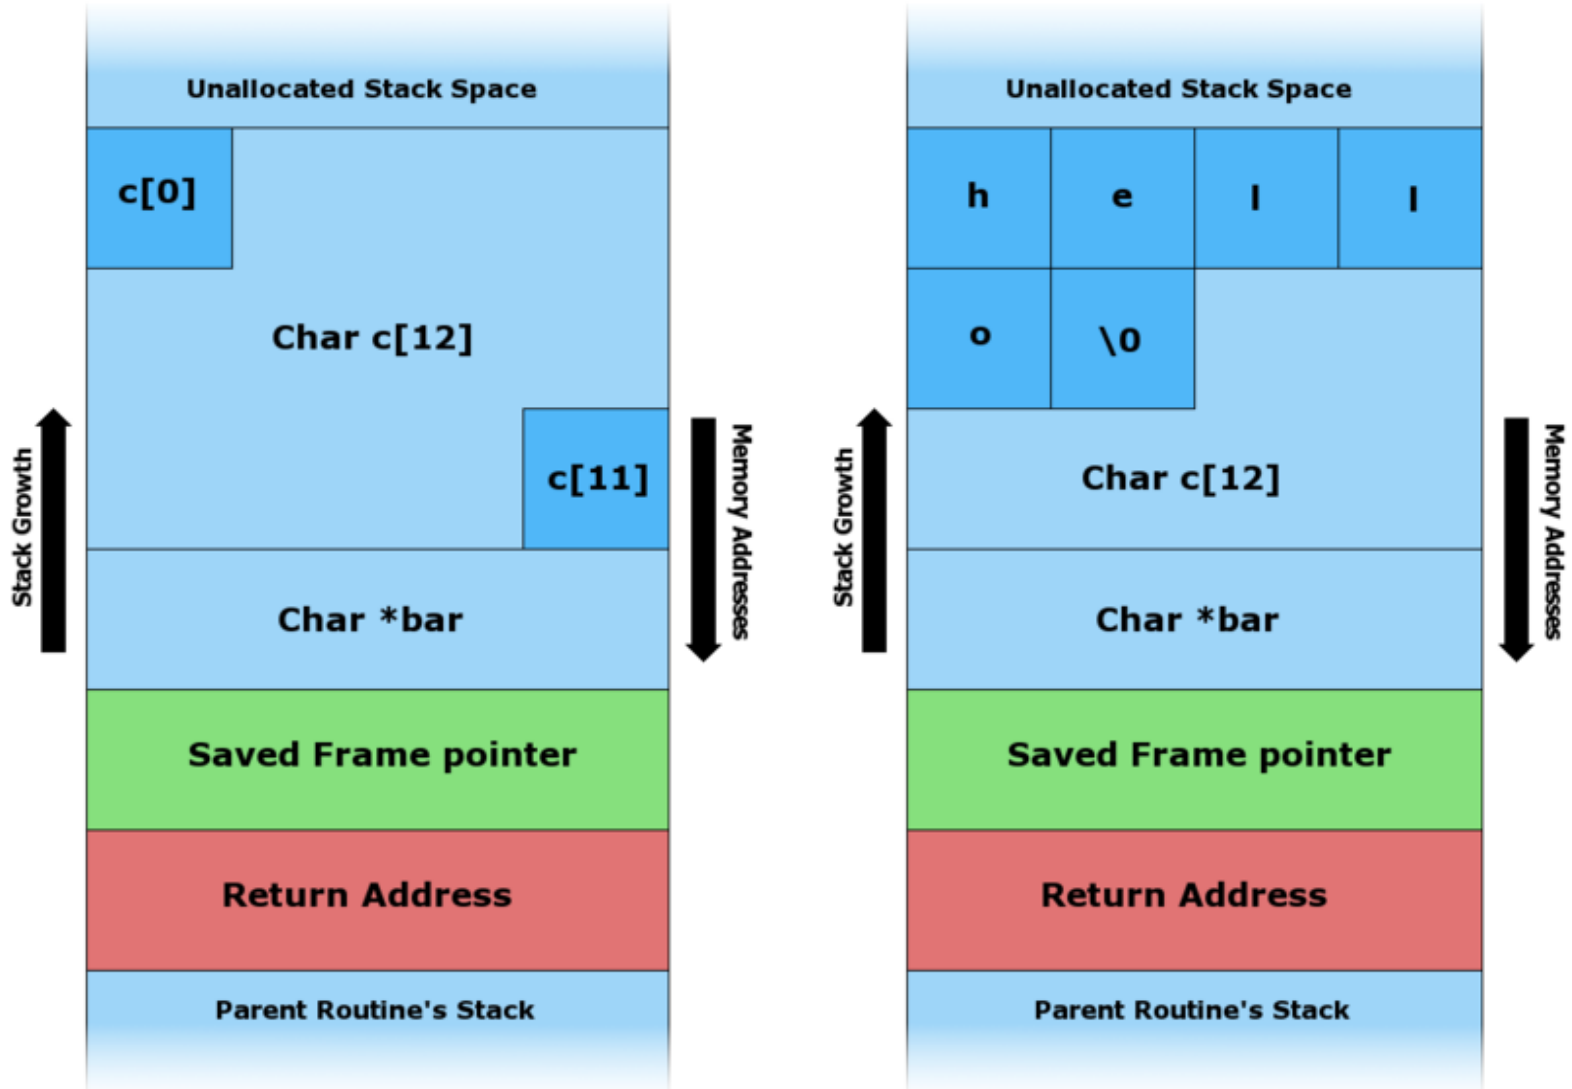 Unallocated Stack Space
c[0]
Char c[12]
c[11]
Char *bar
Saved Frame pointer
Return Address
Parent Routine's Stack
Stack Growth
Memory Addresses
Unallocated Stack Space
h e l l
o \0
Char c[12]
Char *bar
Saved Frame pointer
Return Address
Parent Routine's Stack
Stack Growth
Memory Addresses